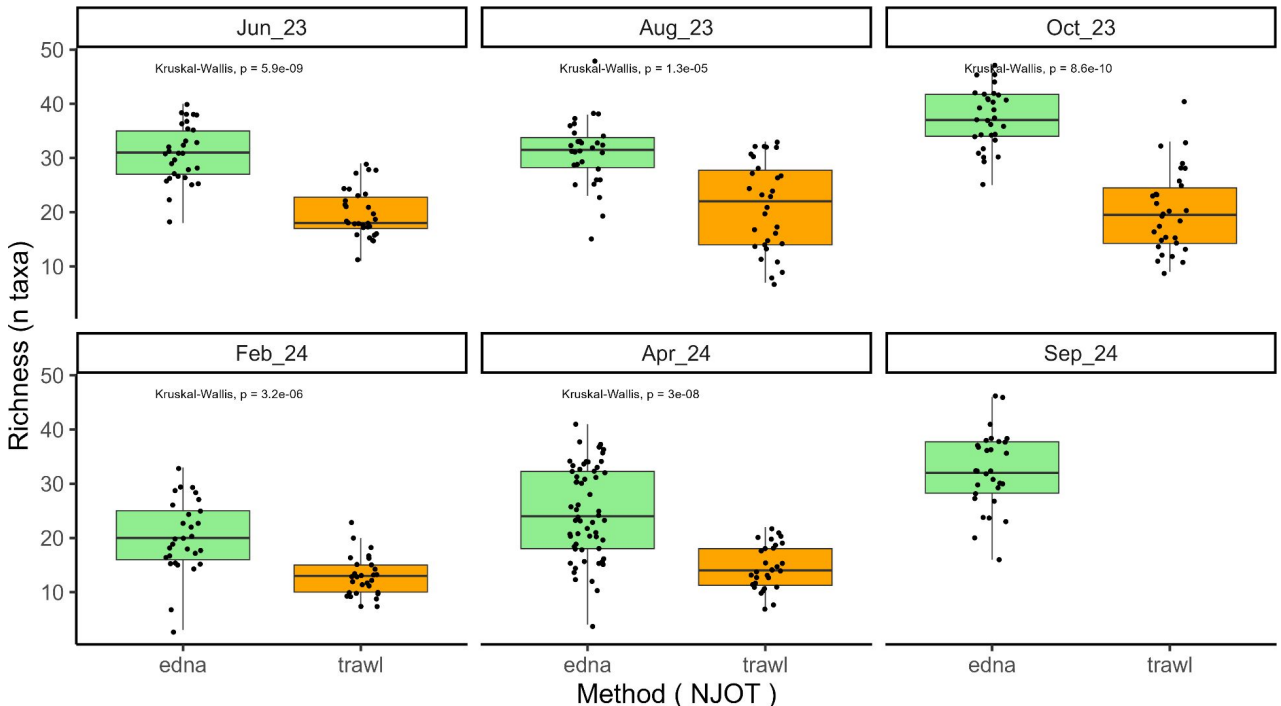 Jun_23
Aug_23
Oct_23
50
40
30
20
10
Kruskal-Wallis, p = 5.9e-09
Kruskal-Wallis, p = 1.3e-05
Kruskal-Wallis, p = 8.6e-10
Richness (n taxa)
Feb_24
Apr_24
Sep_24
50
40
30
20
10
Kruskal-Wallis, p = 3.2e-06
Kruskal-Wallis, p = 3e-08
edna
trawl
edna
trawl
edna
trawl
Method ( NJOT )